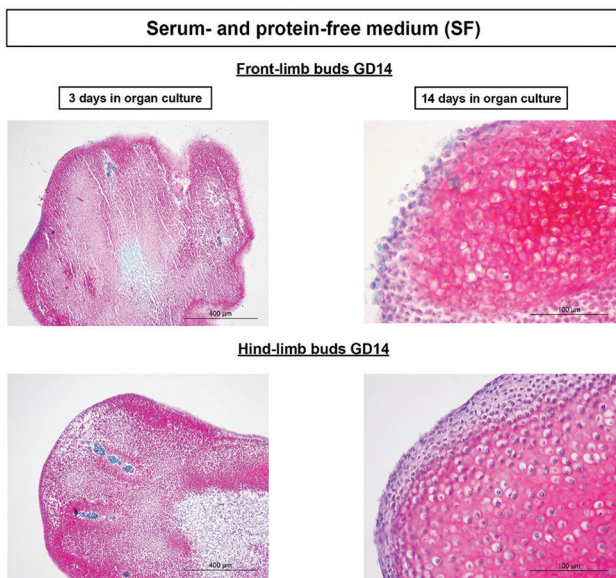 Serum- and protein-free medium (SF)
Front-limb buds GD14
3 days in organ culture
14 days in organ culture
400 µm
100 µm
Hind-limb buds GD14
400 µm
100 µm